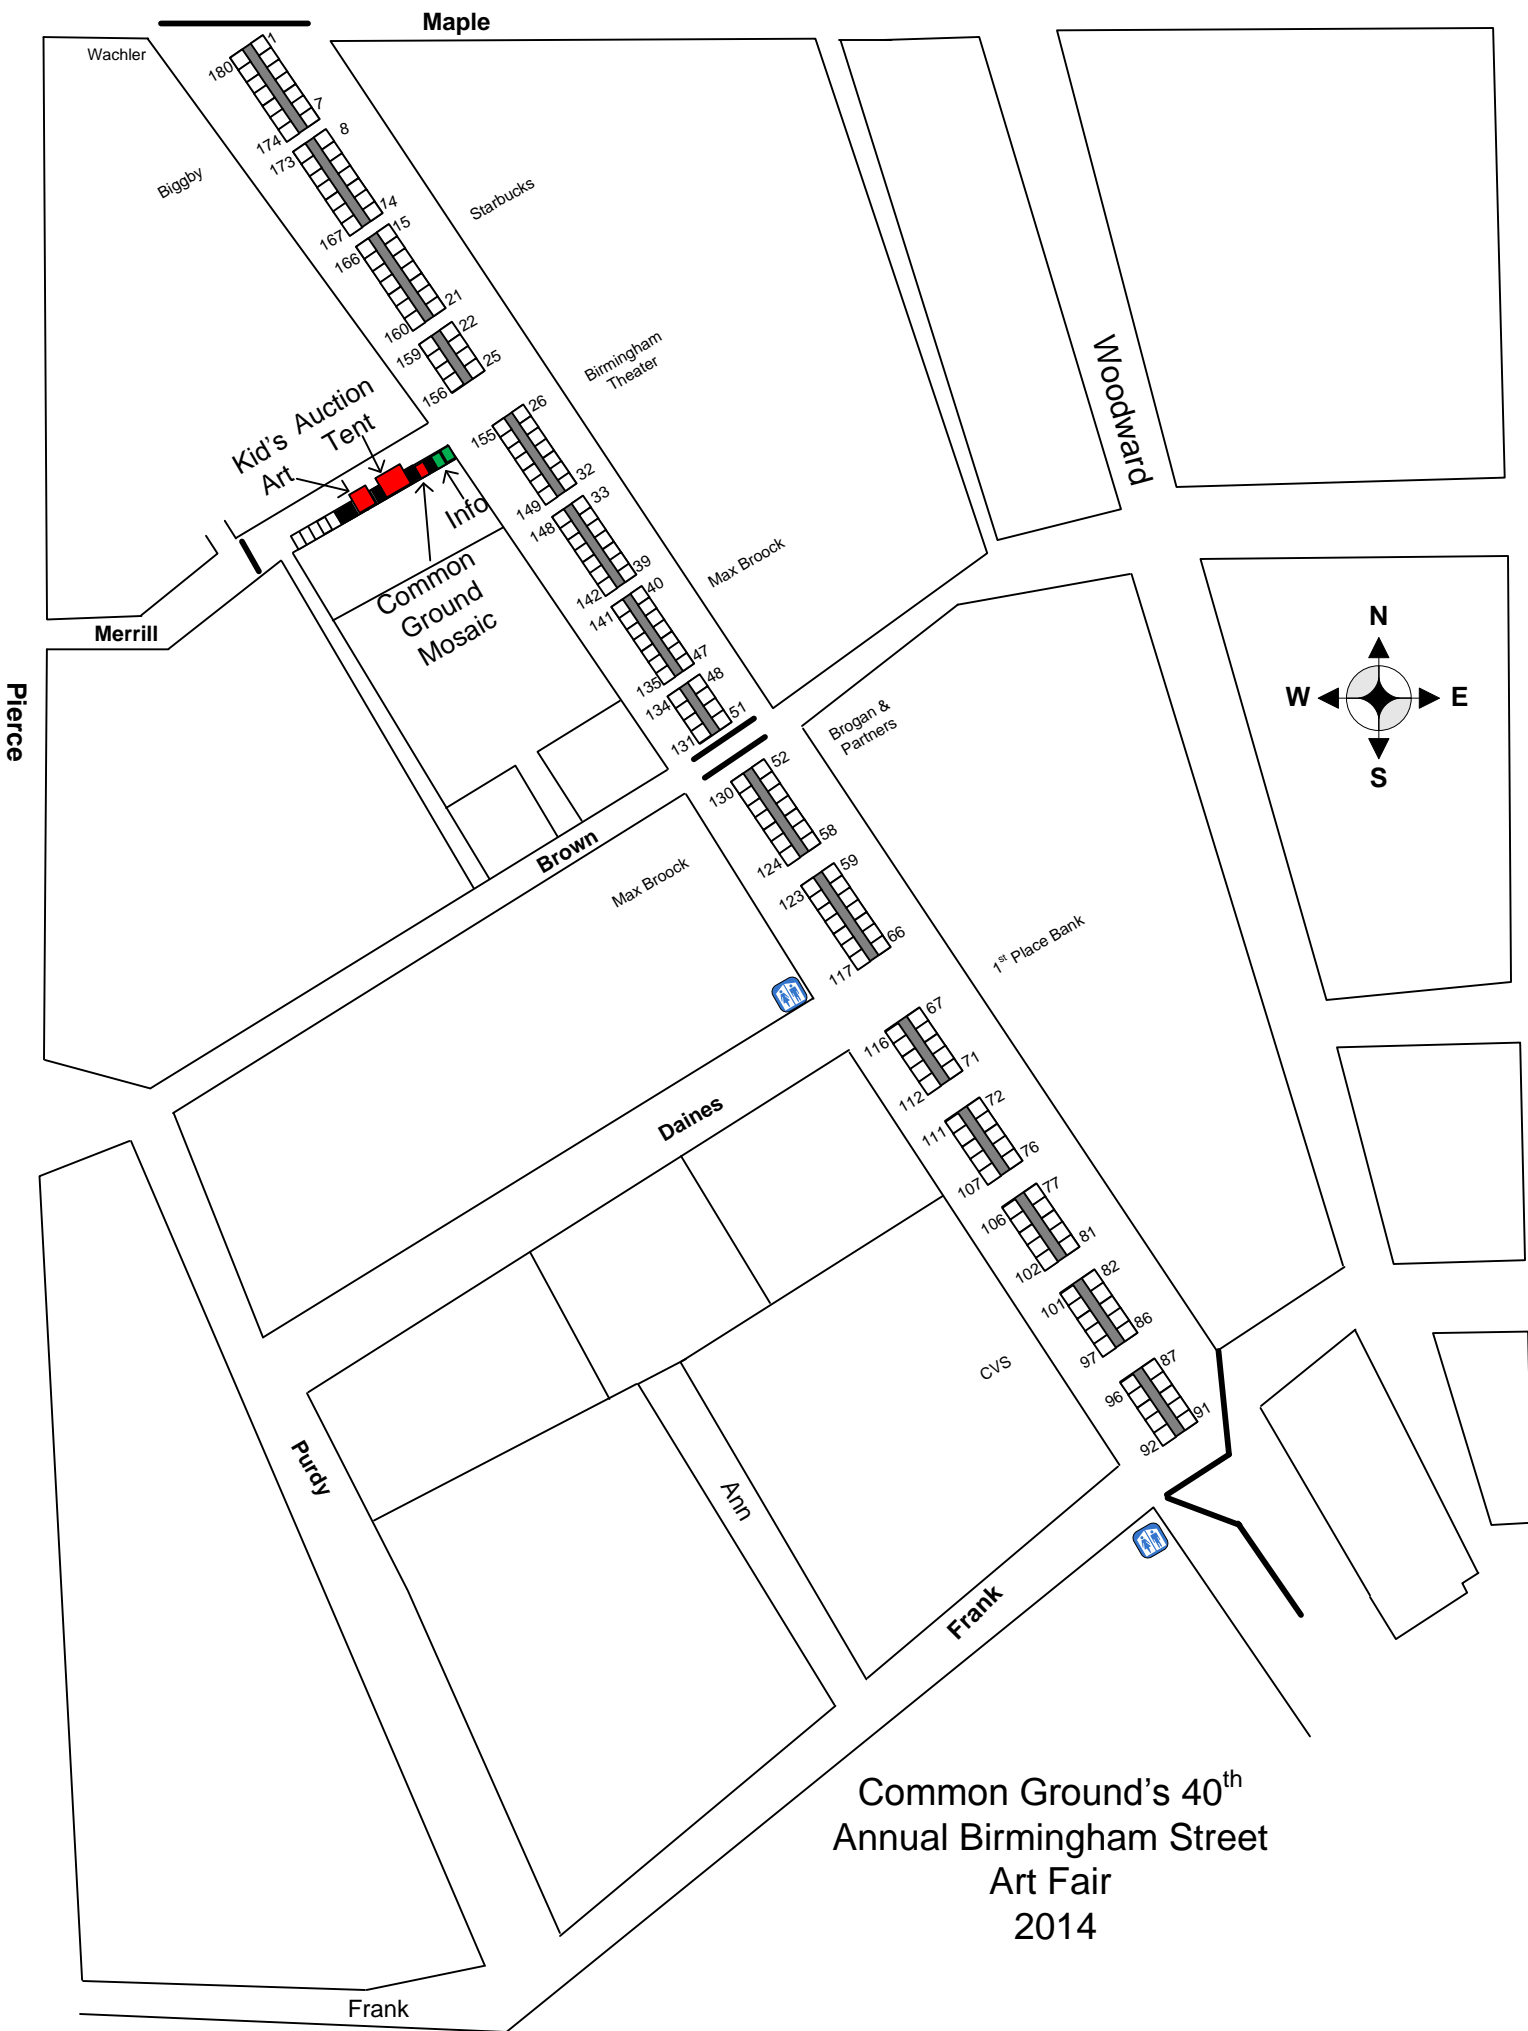 Maple
Wachler
1
180
7
174
8
173
Biggby
Starbucks
14
167
15
166
21
160
22
159
25
156
Birmingham
Theater
Woodward
Kid's
Art
Auction
Tent
26
155
32
149
Info
33
148
Common
Ground
Mosaic
39
142
Max Broock
40
141
Merrill
47
135
48
134
51
131
Pierce
N
W
E
S
Brogan &
Partners
52
130
58
124
Brown
Max Broock
59
123
66
117
1st Place Bank
67
116
71
112
Daines
72
111
76
107
77
106
81
102
82
101
86
97
CVS
87
96
91
92
Purdy
Ann
Frank
Common Ground's 40th
Annual Birmingham Street
Art Fair
2014
Frank